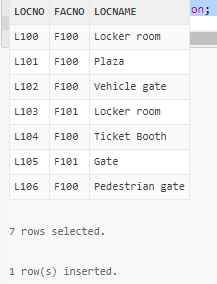 LOCNO FACNO LOCNAME
on;
L100 F100 Locker room
L101 F100 Plaza
L102 F100 Vehicle gate
L103 F101 Locker room
L104 F100 Ticket Booth
L105 F101 Gate
L106 F100 Pedestrian gate
7 rows selected.
1 row(s) inserted.